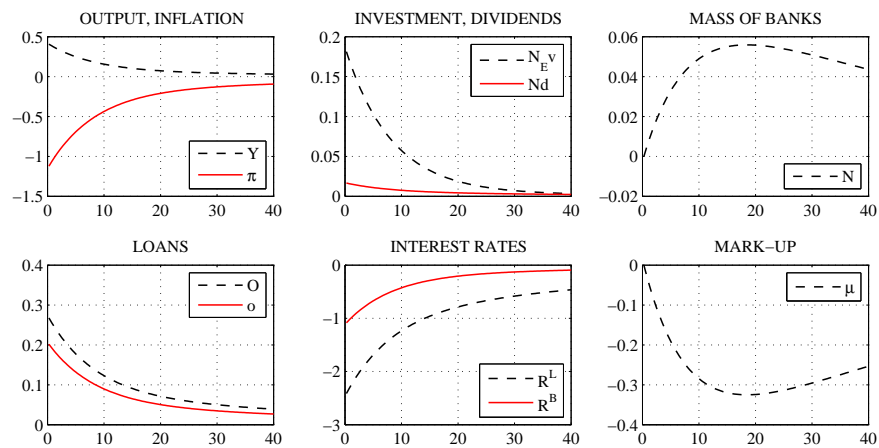 OUTPUT, INFLATION
0.5
0
−0.5
−1
−1.5
0 10 20 30 40
Y
π
INVESTMENT, DIVIDENDS
0.2
0.15
0.1
0.05
0
0 10 20 30 40
N_E v
Nd
MASS OF BANKS
0.06
0.04
0.02
0
−0.02
0 10 20 30 40
N
LOANS
0.4
0.3
0.2
0.1
0
0 10 20 30 40
O
o
INTEREST RATES
0
−1
−2
−3
0 10 20 30 40
R^L
R^B
MARK−UP
0
−0.1
−0.2
−0.3
−0.4
0 10 20 30 40
μ